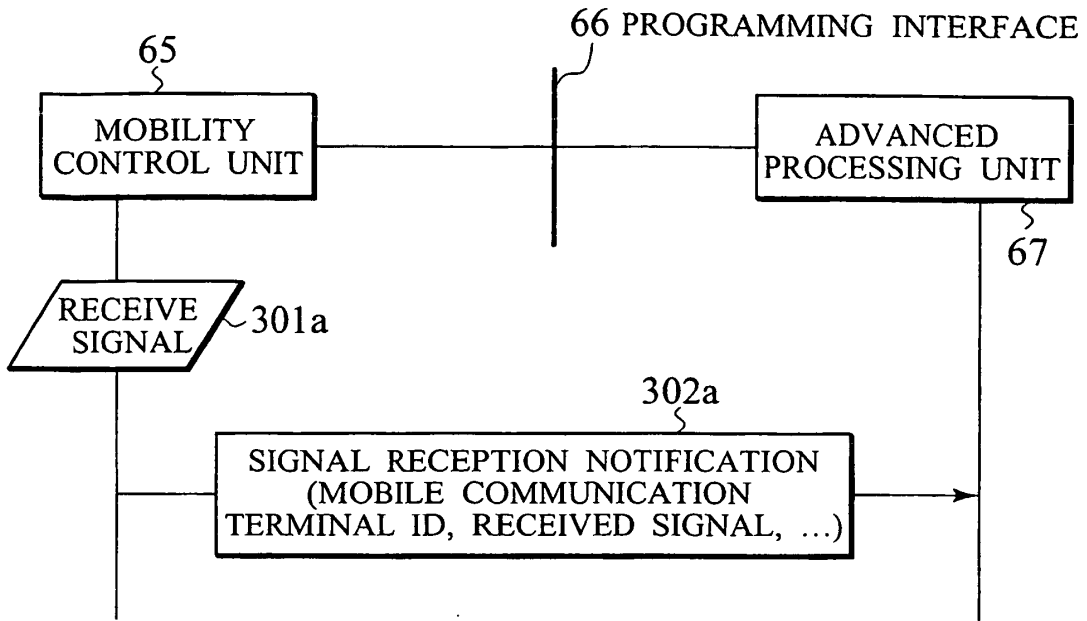 66 PROGRAMMING INTERFACE
65
MOBILITY
CONTROL UNIT
ADVANCED
PROCESSING UNIT
67
RECEIVE
SIGNAL
301a
302a
SIGNAL RECEPTION NOTIFICATION
(MOBILE COMMUNICATION
TERMINAL ID, RECEIVED SIGNAL, ...)